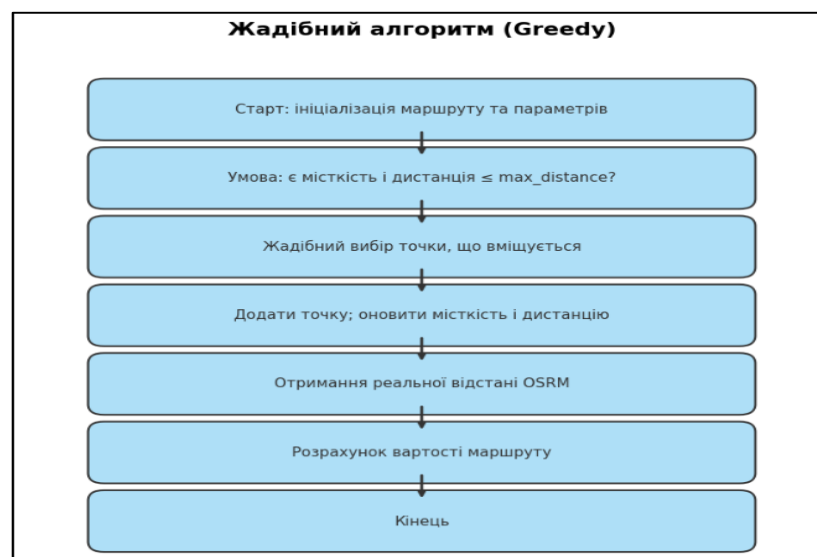 Жадібний алгоритм (Greedy)
Старт: ініціалізація маршруту та параметрів
Умова: є місткість і дистанція ≤ max_distance?
Жадібний вибір точки, що вміщується
Додати точку; оновити місткість і дистанцію
Отримання реальної відстані OSRM
Розрахунок вартості маршруту
Кінець